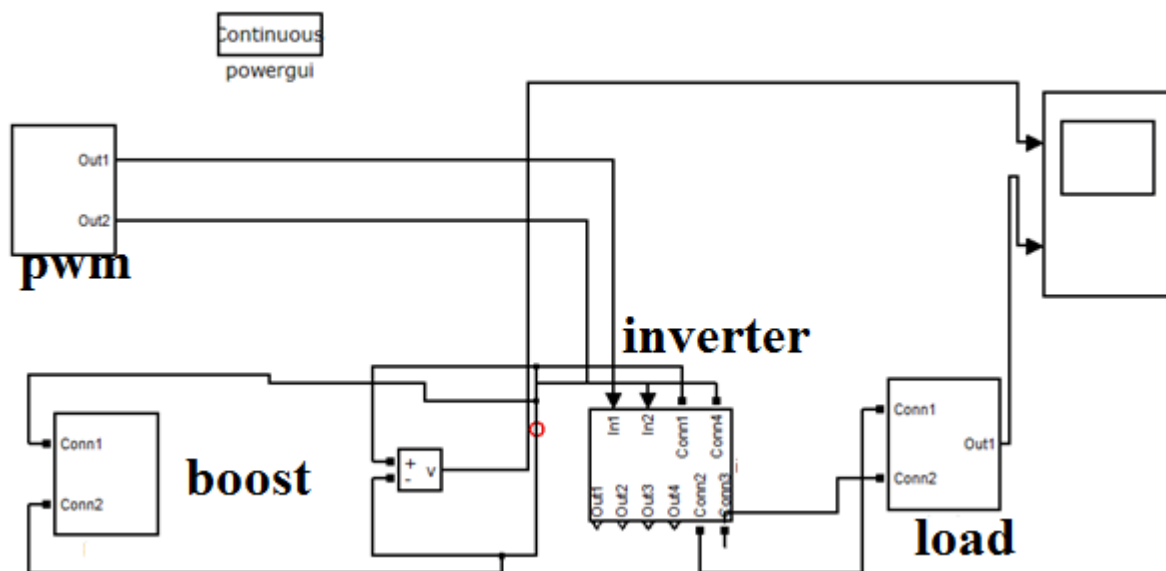 Continuous
powergui
Out1
Out2
pwm
inverter
In1
In2
Conn1
Conn4
Out1
Out2
Out3
Out4
Conn2
Conn3
Conn1
Conn2
boost
+
-
v
Conn1
Out1
Conn2
load